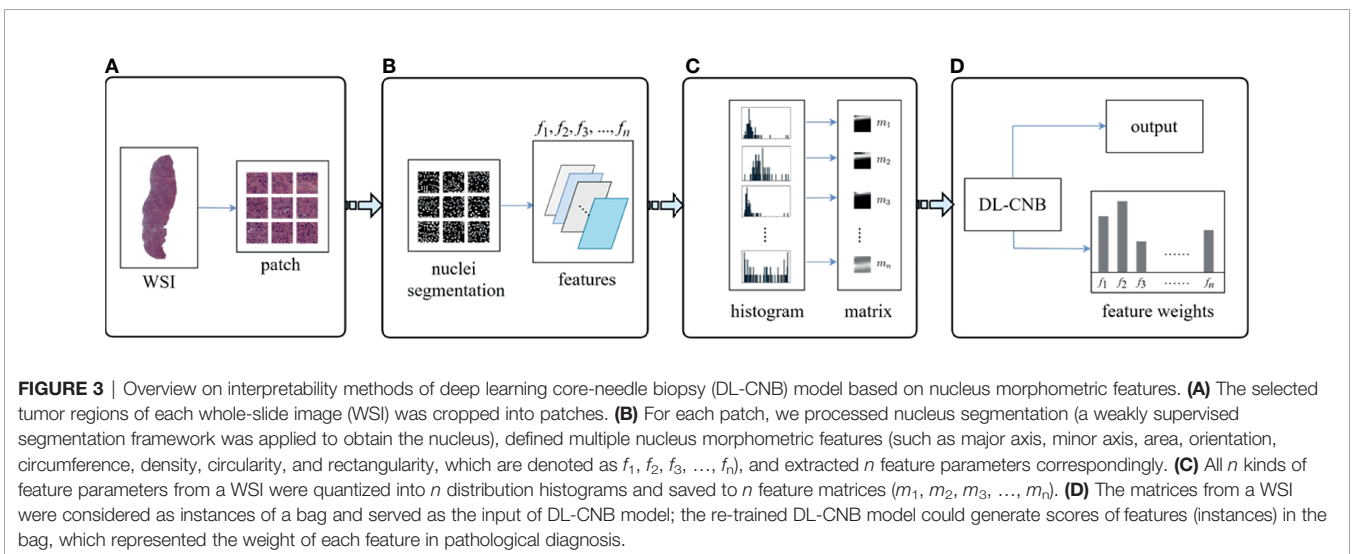 A
B
C
D
WSI
patch
f1, f2, f3, ..., fn
nuclei
segmentation
features
m1
m2
m3
mn
histogram
matrix
output
DL-CNB
f1 f2 f3 ...... fn
feature weights
FIGURE 3 | Overview on interpretability methods of deep learning core-needle biopsy (DL-CNB) model based on nucleus morphometric features. (A) The selected
tumor regions of each whole-slide image (WSI) was cropped into patches. (B) For each patch, we processed nucleus segmentation (a weakly supervised
segmentation framework was applied to obtain the nucleus), defined multiple nucleus morphometric features (such as major axis, minor axis, area, orientation,
circumference, density, circularity, and rectangularity, which are denoted as f1, f2, f3, …, fn), and extracted n feature parameters correspondingly. (C) All n kinds of
feature parameters from a WSI were quantized into n distribution histograms and saved to n feature matrices (m1, m2, m3, …, mn). (D) The matrices from a WSI
were considered as instances of a bag and served as the input of DL-CNB model; the re-trained DL-CNB model could generate scores of features (instances) in the
bag, which represented the weight of each feature in pathological diagnosis.